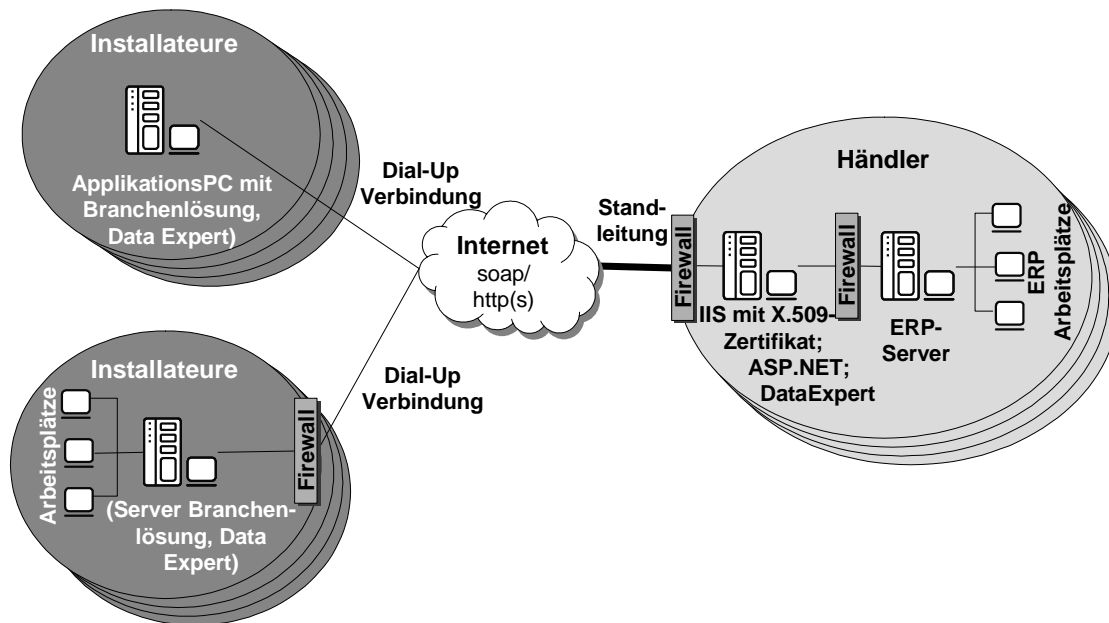 Installateure
ApplikationsPC mit
Branchenlösung,
Data Expert)
Dial-Up
Verbindung
Internet
soap/
http(s)
Stand-
leitung
Händler
Firewall
Firewall
IIS mit X.509-
Zertifikat;
ASP.NET;
DataExpert
ERP-
Server
ERP
Arbeitsplätze
Installateure
Arbeitsplätze
Firewall
(Server Branchen-
lösung, Data
Expert)
Dial-Up
Verbindung